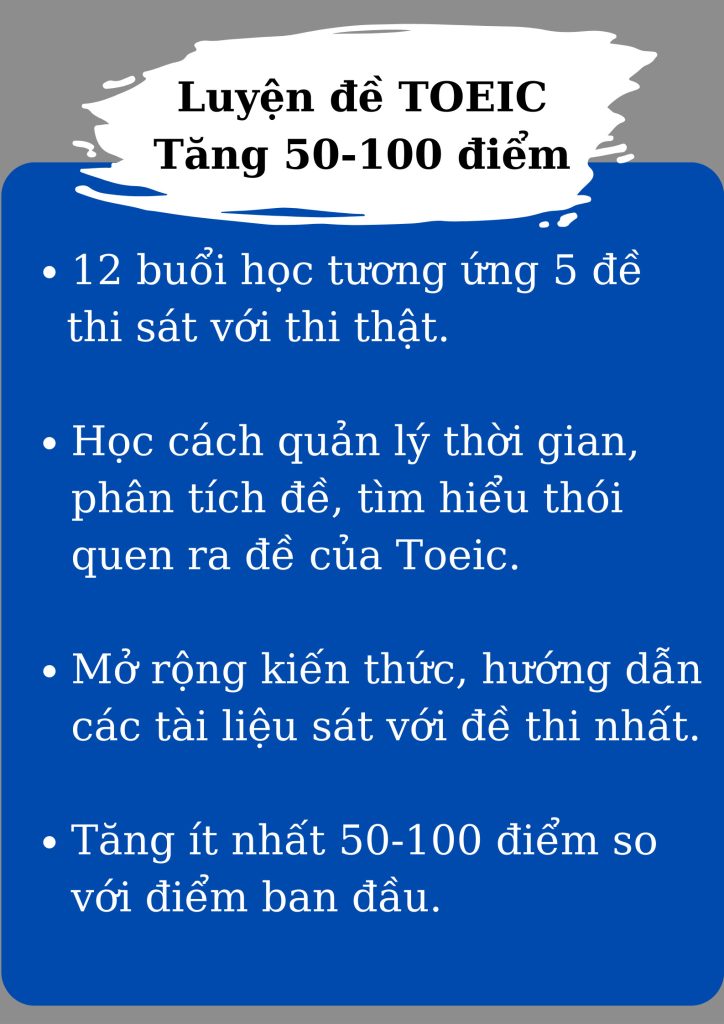 Luyện đề TOEIC
Tăng 50-100 điểm
• 12 buổi học tương ứng 5 đề
thi sát với thi thật.
• Học cách quản lý thời gian,
phân tích đề, tìm hiểu thói
quen ra đề của Toeic.
• Mở rộng kiến thức, hướng dẫn
các tài liệu sát với đề thi nhất.
• Tăng ít nhất 50-100 điểm so
với điểm ban đầu.